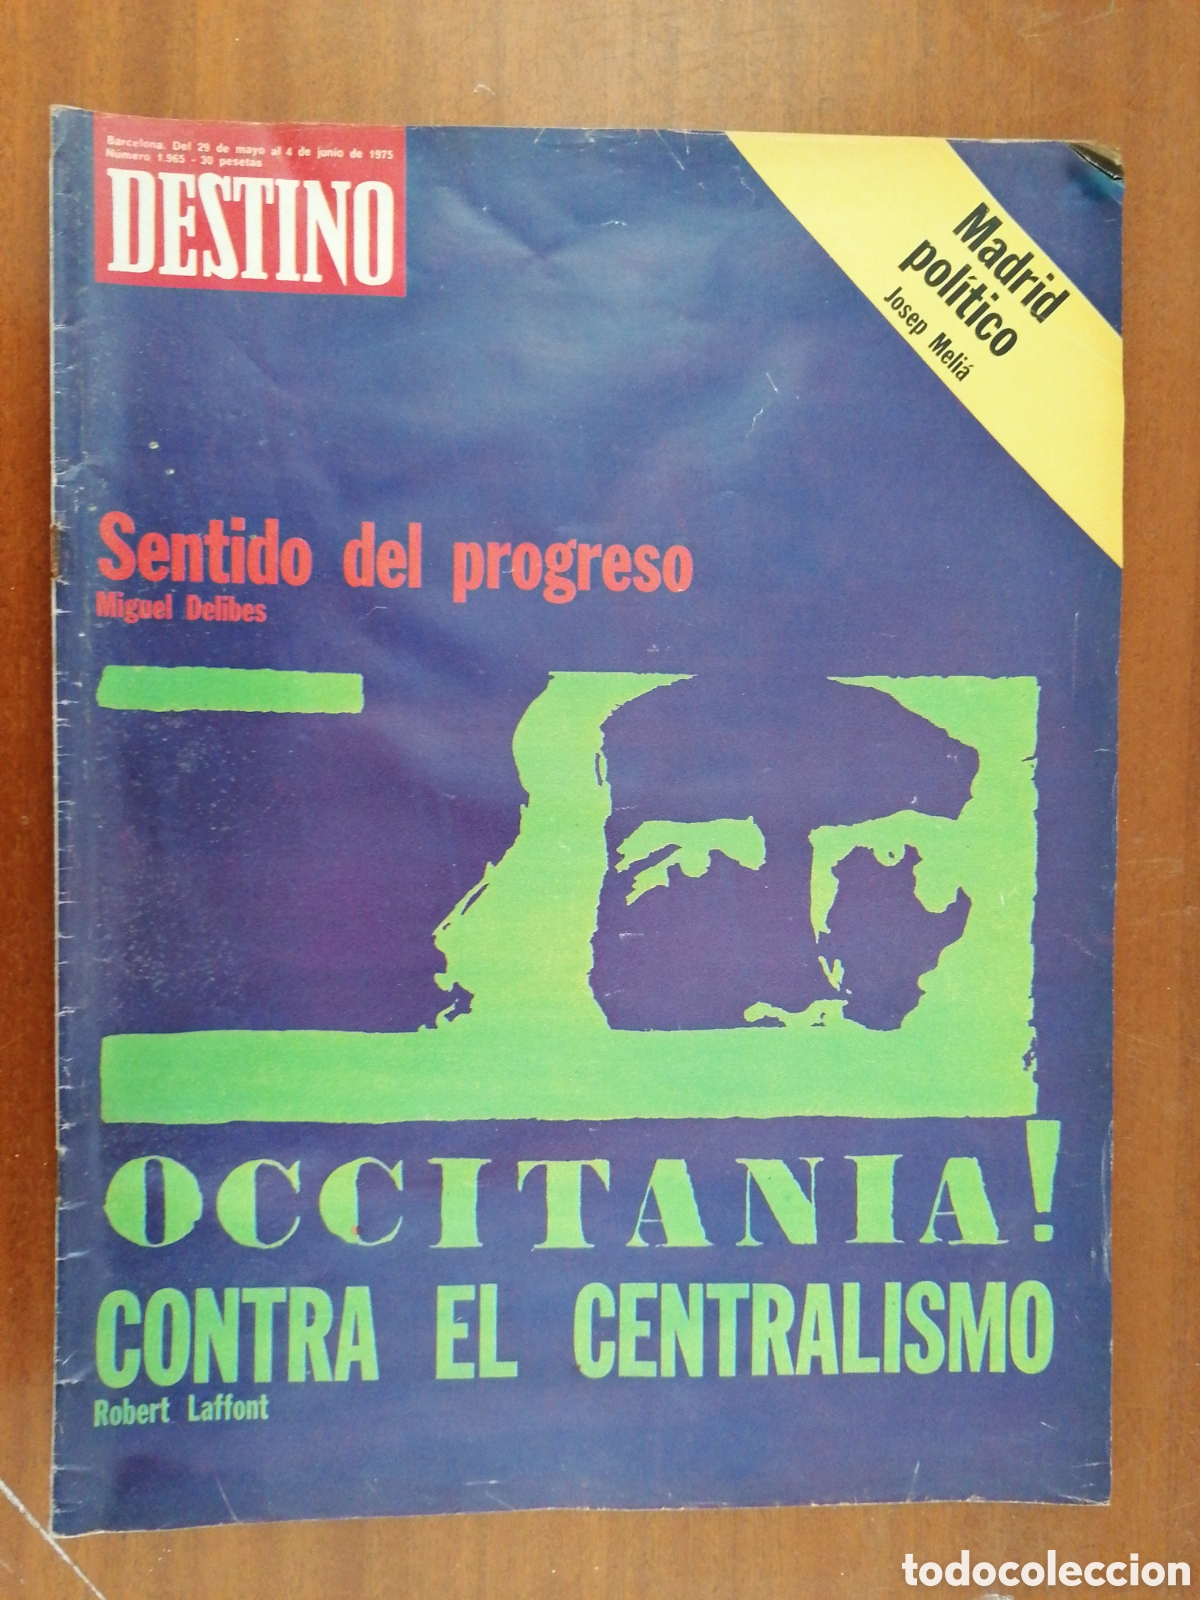 Barcelona. Del 29 de mayo al 4 de junio de 1975
Número 1.965 - 30 pesetas
DESTINO
Madrid
político
Josep Meliá
Sentido del progreso
Miguel Delibes
OCCITANIA!
CONTRA EL CENTRALISMO
Robert Laffont
todocoleccion.net